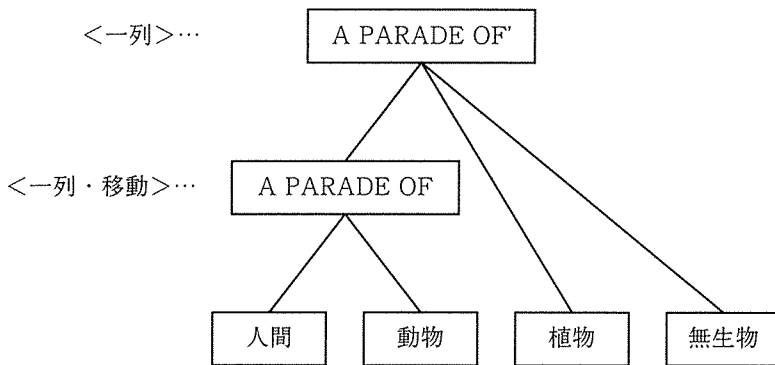 <一列>… A PARADE OF'
<一列・移動>… A PARADE OF
人間 動物 植物 無生物